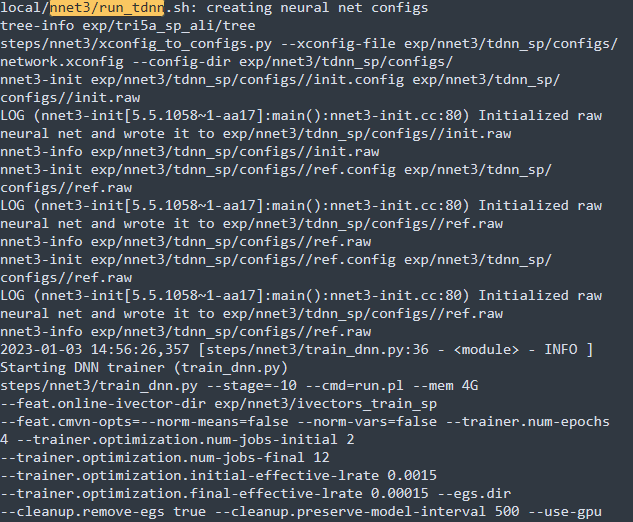 local/nnet3/run_tdnn.sh: creating neural net configs
tree-info exp/tri5a_sp_ali/tree
steps/nnet3/xconfig_to_configs.py --xconfig-file exp/nnet3/tdnn_sp/configs/
network.xconfig --config-dir exp/nnet3/tdnn_sp/configs/
nnet3-init exp/nnet3/tdnn_sp/configs//init.config exp/nnet3/tdnn_sp/
configs//init.raw
LOG (nnet3-init[5.5.1058~1-aa17]:main():nnet3-init.cc:80) Initialized raw
neural net and wrote it to exp/nnet3/tdnn_sp/configs//init.raw
nnet3-info exp/nnet3/tdnn_sp/configs//init.raw
nnet3-init exp/nnet3/tdnn_sp/configs//ref.config exp/nnet3/tdnn_sp/
configs//ref.raw
LOG (nnet3-init[5.5.1058~1-aa17]:main():nnet3-init.cc:80) Initialized raw
neural net and wrote it to exp/nnet3/tdnn_sp/configs//ref.raw
nnet3-info exp/nnet3/tdnn_sp/configs//ref.raw
nnet3-init exp/nnet3/tdnn_sp/configs//ref.config exp/nnet3/tdnn_sp/
configs//ref.raw
LOG (nnet3-init[5.5.1058~1-aa17]:main():nnet3-init.cc:80) Initialized raw
neural net and wrote it to exp/nnet3/tdnn_sp/configs//ref.raw
nnet3-info exp/nnet3/tdnn_sp/configs//ref.raw
2023-01-03 14:56:26,357 [steps/nnet3/train_dnn.py:36 - <module> - INFO ]
Starting DNN trainer (train_dnn.py)
steps/nnet3/train_dnn.py --stage=-10 --cmd=run.pl --mem 4G
--feat.online-ivector-dir exp/nnet3/ivectors_train_sp
--feat.cmvn-opts=--norm-means=false --norm-vars=false --trainer.num-epochs
4 --trainer.optimization.num-jobs-initial 2
--trainer.optimization.num-jobs-final 12
--trainer.optimization.initial-effective-lrate 0.0015
--trainer.optimization.final-effective-lrate 0.00015 --egs.dir
--cleanup.remove-egs true --cleanup.preserve-model-interval 500 --use-gpu